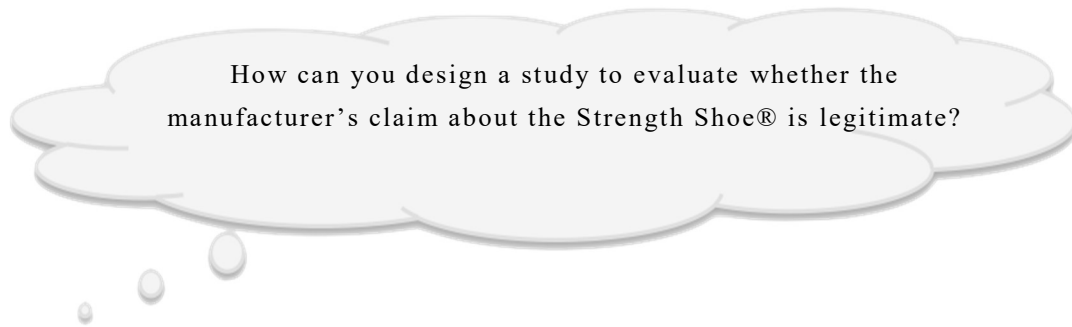 How can you design a study to evaluate whether the
manufacturer’s claim about the Strength Shoe® is legitimate?